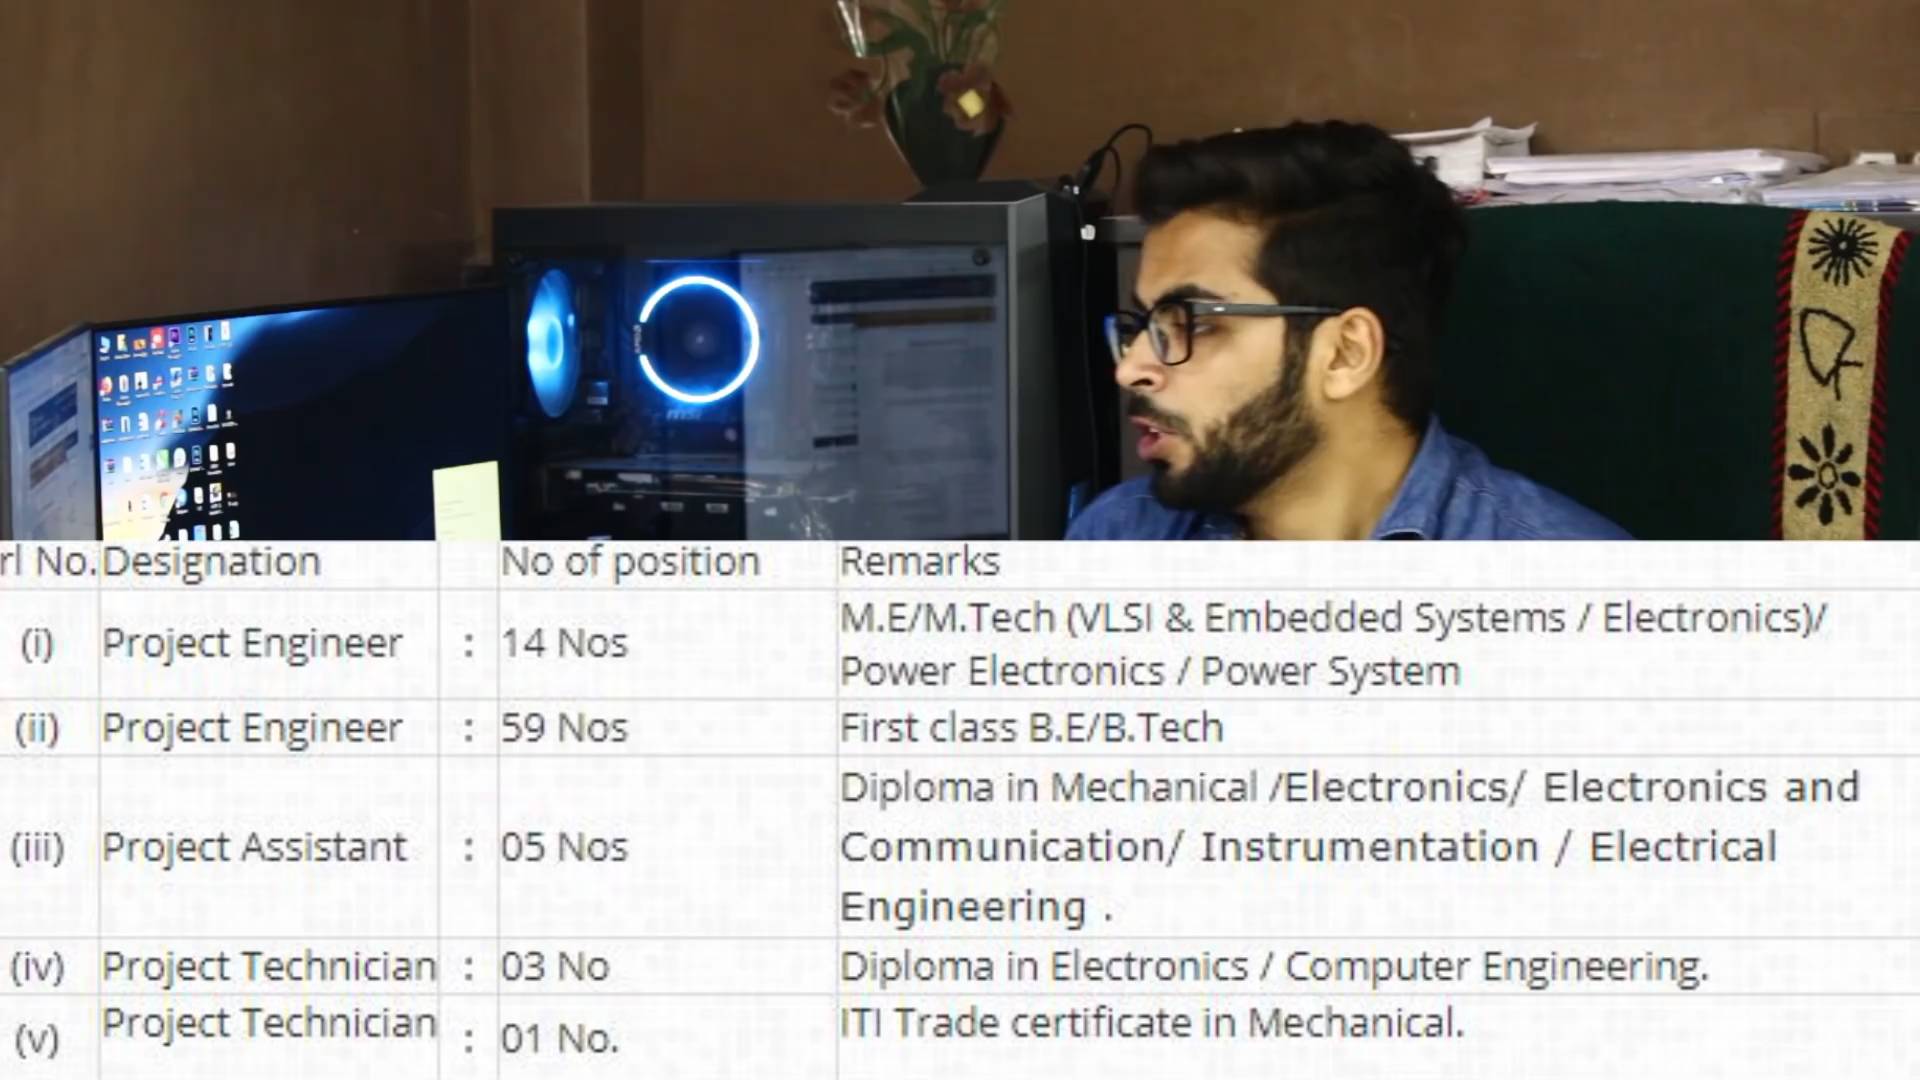 msi
rl No. Designation No of position Remarks
(i) Project Engineer : 14 Nos M.E/M.Tech (VLSI & Embedded Systems / Electronics)/
Power Electronics / Power System
(ii) Project Engineer : 59 Nos First class B.E/B.Tech
(iii) Project Assistant : 05 Nos Diploma in Mechanical /Electronics/ Electronics and
Communication/ Instrumentation / Electrical
Engineering .
(iv) Project Technician : 03 No Diploma in Electronics / Computer Engineering.
(v) Project Technician : 01 No. ITI Trade certificate in Mechanical.